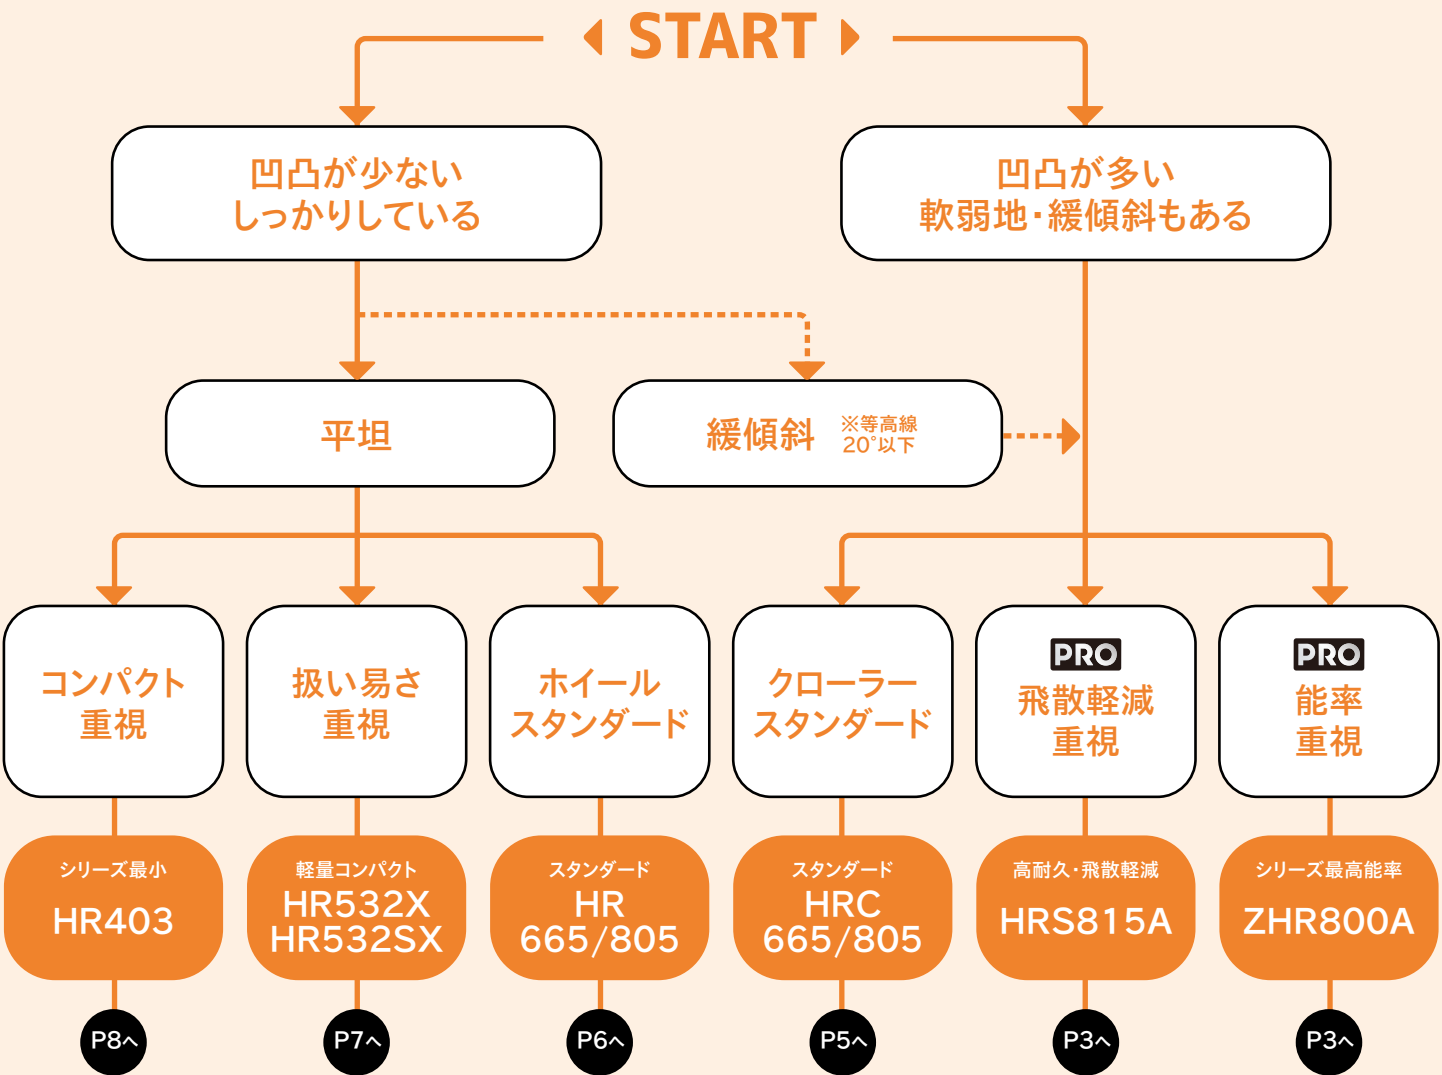 START
凹凸が少ない
しっかりしている
凹凸が多い
軟弱地・緩傾斜もある
平坦
緩傾斜
※等高線
20°以下
コンパクト
重視
扱い易さ
重視
ホイール
スタンダード
クローラー
スタンダード
PRO
飛散軽減
重視
PRO
能率
重視
シリーズ最小
HR403
軽量コンパクト
HR532X
HR532SX
スタンダード
HR
665/805
スタンダード
HRC
665/805
高耐久・飛散軽減
HRS815A
シリーズ最高能率
ZHR800A
P8へ
P7へ
P6へ
P5へ
P3へ
P3へ